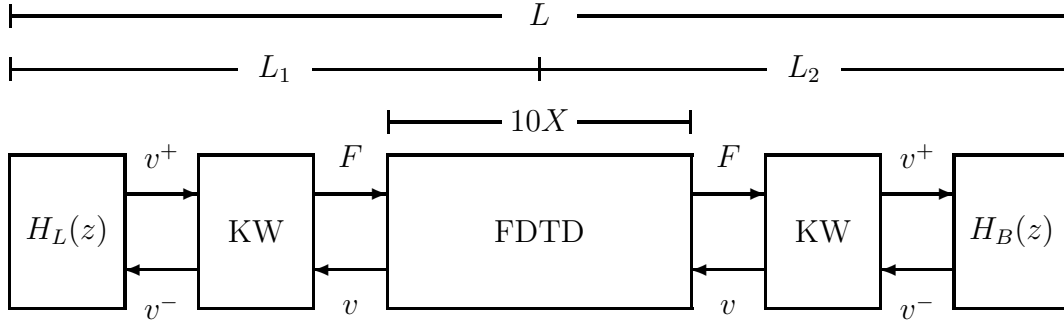 L
L₁ L₂
10X
v⁺ F F v⁺
H_L(z) KW FDTD KW H_B(z)
v⁻ v v v⁻